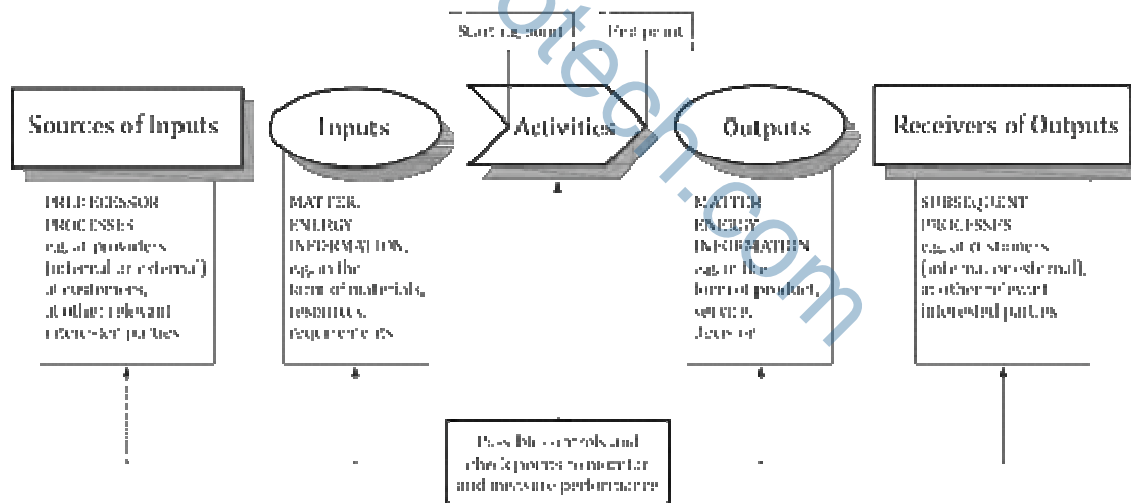 Starting point
End point
Sources of Inputs
Inputs
Activities
Outputs
Receivers of Outputs
PREDECESSOR
PROCESSES
e.g. at providers
(internal or external)
at customers,
at other relevant
interested parties
MATTER,
ENERGY
INFORMATION,
e.g. in the
form of materials,
resources,
requirements
MATTER
ENERGY
INFORMATION
e.g. in the
form of product,
service,
decision
SUBSEQUENT
PROCESSES
e.g. at customers
(internal or external),
at other relevant
interested parties
Possible controls and
check points to monitor
and measure performance
otech.com